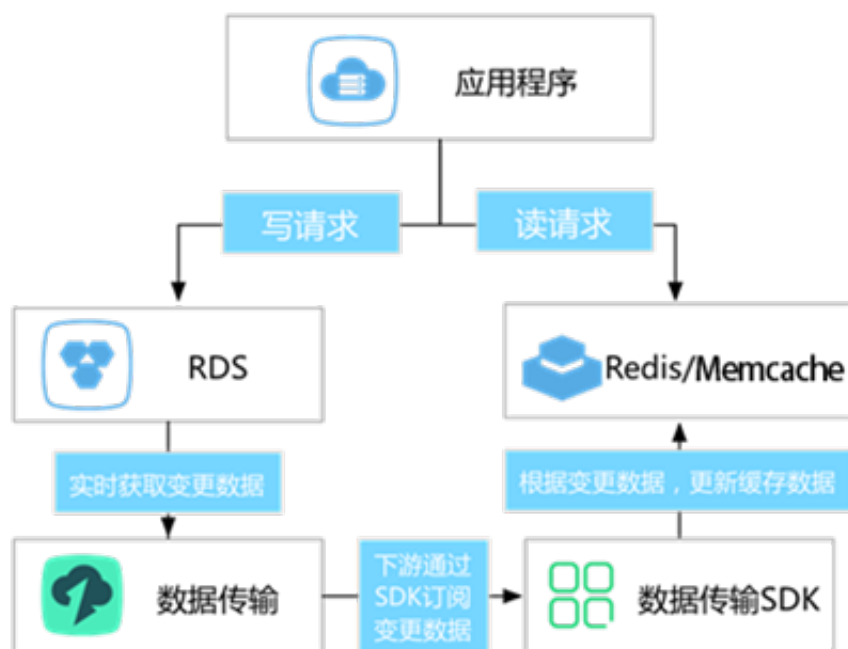 应用程序
写请求
读请求
RDS
Redis/Memcache
实时获取变更数据
根据变更数据，更新缓存数据
数据传输
下游通过
SDK订阅
变更数据
数据传输SDK